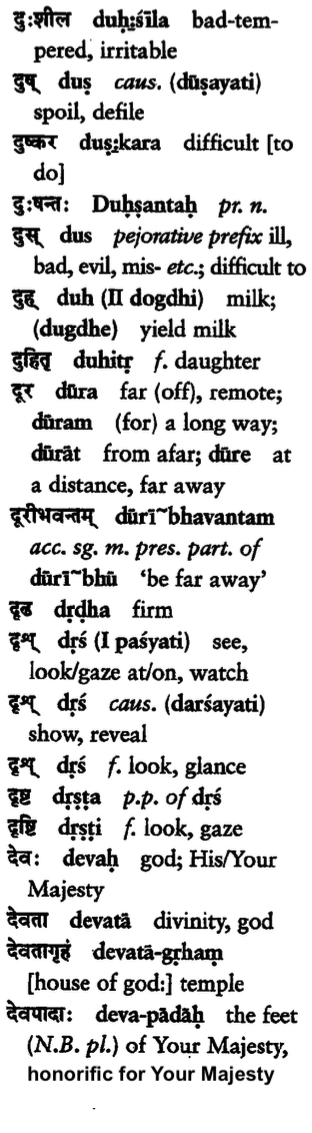 दुःशील duḥ⁝śīla bad-tem-
pered, irritable
दुष् duṣ caus. (dūṣayati)
spoil, defile
दुष्कर duṣ⁝kara difficult [to
do]
दुःषन्तः Duḥṣantaḥ pr. n.
दुस् dus pejorative prefix ill,
bad, evil, mis- etc.; difficult to
दुह् duh (II dogdhi) milk;
(dugdhe) yield milk
दुहितृ duhitṛ f. daughter
दूर dūra far (off), remote;
dūram (for) a long way;
dūrāt from afar; dūre at
a distance, far away
दूरीभवन्तम् dūrī~bhavantam
acc. sg. m. pres. part. of
dūrī~bhū ‘be far away’
दृढ dṛḍha firm
दृश् dṛś (I paśyati) see,
look/gaze at/on, watch
दृश् dṛś caus. (darśayati)
show, reveal
दृश् dṛś f. look, glance
दृष्ट dṛṣṭa p.p. of dṛś
दृष्टि dṛṣṭi f. look, gaze
देवः devaḥ god; His/Your
Majesty
देवता devatā divinity, god
देवतागृहं devatā-gṛhaṃ
[house of god:] temple
देवपादाः deva-pādāḥ the feet
(N.B. pl.) of Your Majesty,
honorific for Your Majesty